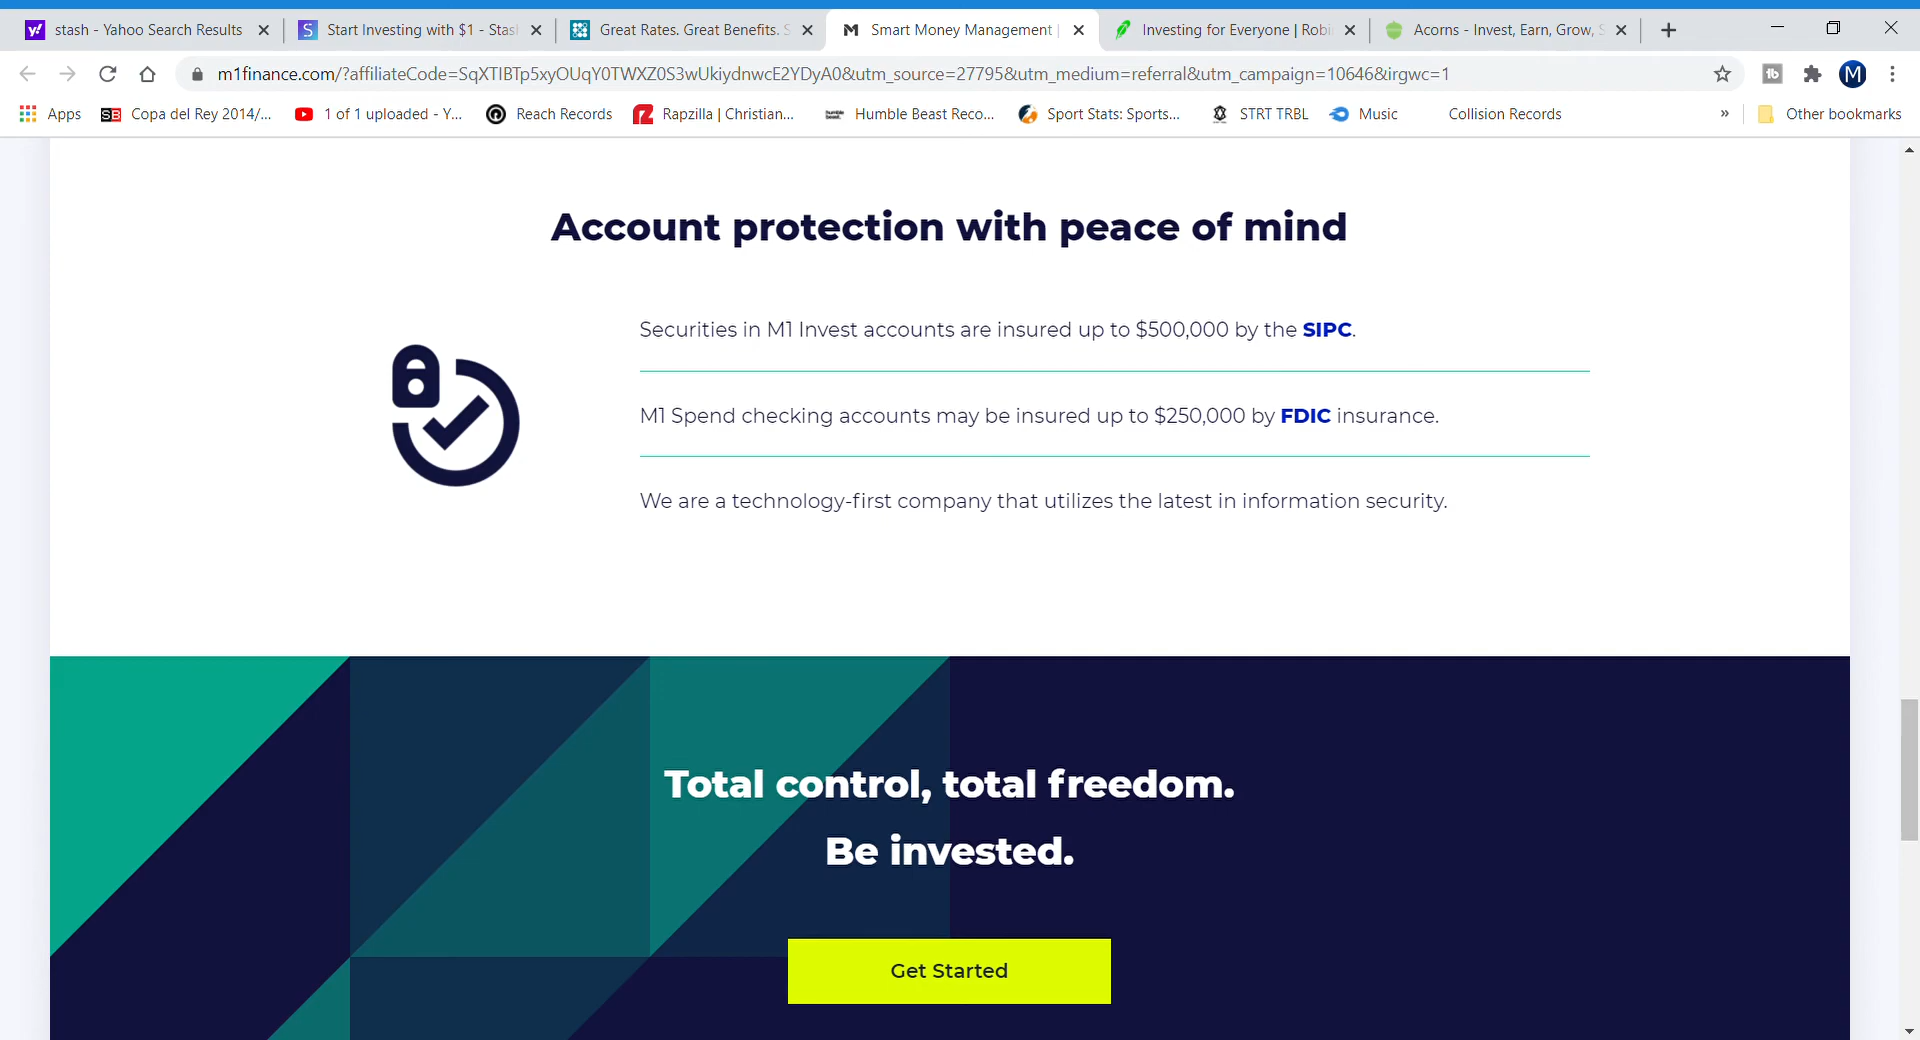 stash - Yahoo Search Results
Start Investing with $1 - Stas
Great Rates. Great Benefits. S
Smart Money Management |
Investing for Everyone | Robi
Acorns - Invest, Earn, Grow, S
m1finance.com/?affiliateCode=SqXTIBTp5xyOUqY0TWXZ0S3wUkiydnwcE2YDyA0&utm_source=27795&utm_medium=referral&utm_campaign=10646&irgwc=1
M
Apps
SB
Copa del Rey 2014/...
1 of 1 uploaded - Y...
Reach Records
Rapzilla | Christian...
Humble Beast Reco...
Sport Stats: Sports...
STRT TRBL
Music
Collision Records
»
Other bookmarks
Account protection with peace of mind
Securities in M1 Invest accounts are insured up to $500,000 by the SIPC.
M1 Spend checking accounts may be insured up to $250,000 by FDIC insurance.
We are a technology-first company that utilizes the latest in information security.
Total control, total freedom.
Be invested.
Get Started